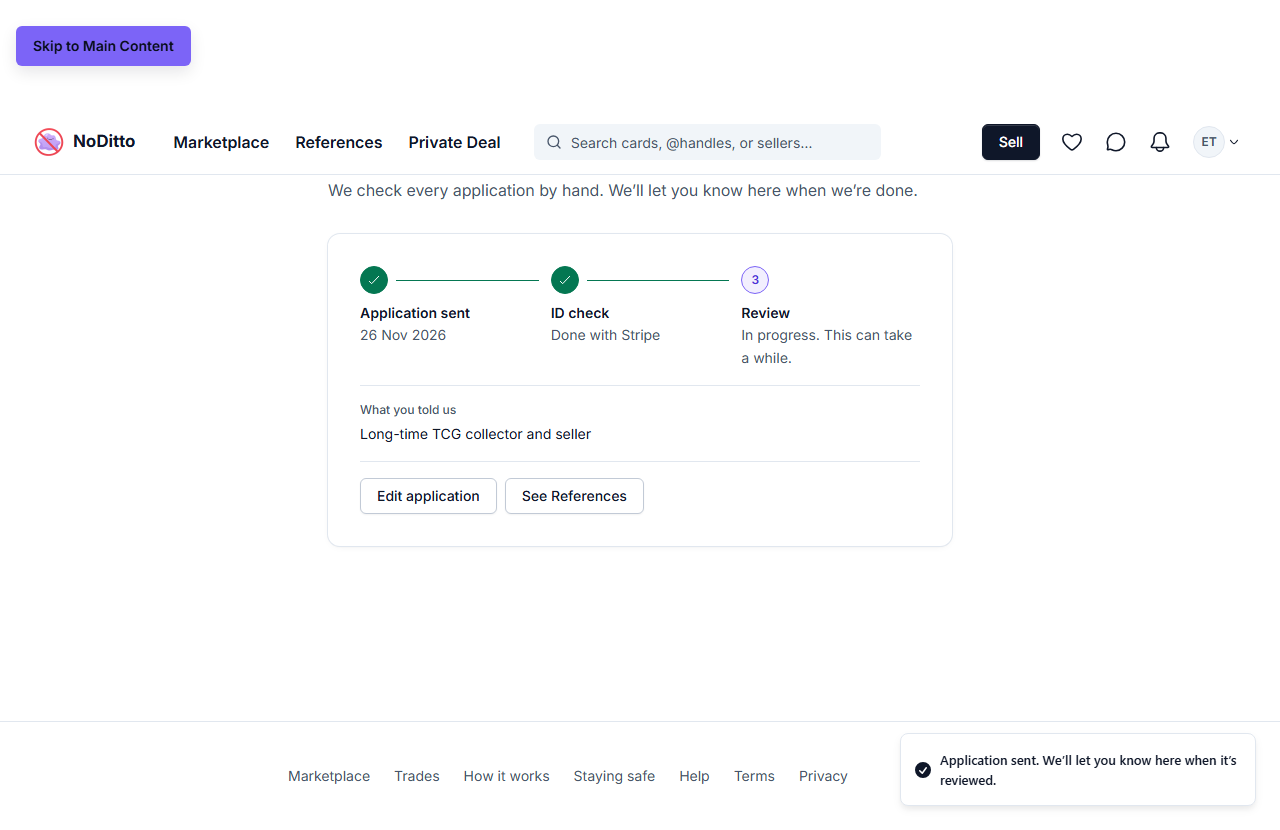 Skip to Main Content
NoDitto
Marketplace
References
Private Deal
Search cards, @handles, or sellers...
Sell
ET
We check every application by hand. We’ll let you know here when we’re done.
3
Application sent
26 Nov 2026
ID check
Done with Stripe
Review
In progress. This can take
a while.
What you told us
Long-time TCG collector and seller
Edit application
See References
Marketplace
Trades
How it works
Staying safe
Help
Terms
Privacy
Application sent. We’ll let you know here when it’s
reviewed.